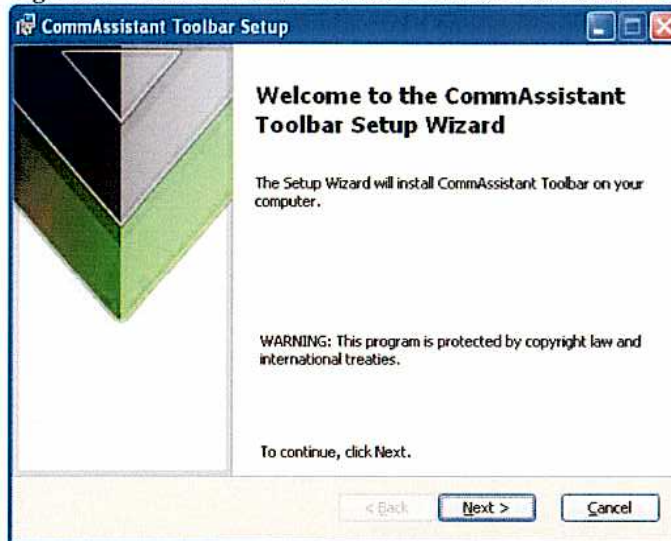 CommAssistant Toolbar Setup
Welcome to the CommAssistant
Toolbar Setup Wizard
The Setup Wizard will install CommAssistant Toolbar on your
computer.
WARNING: This program is protected by copyright law and
international treaties.
To continue, click Next.
< Back Next > Cancel